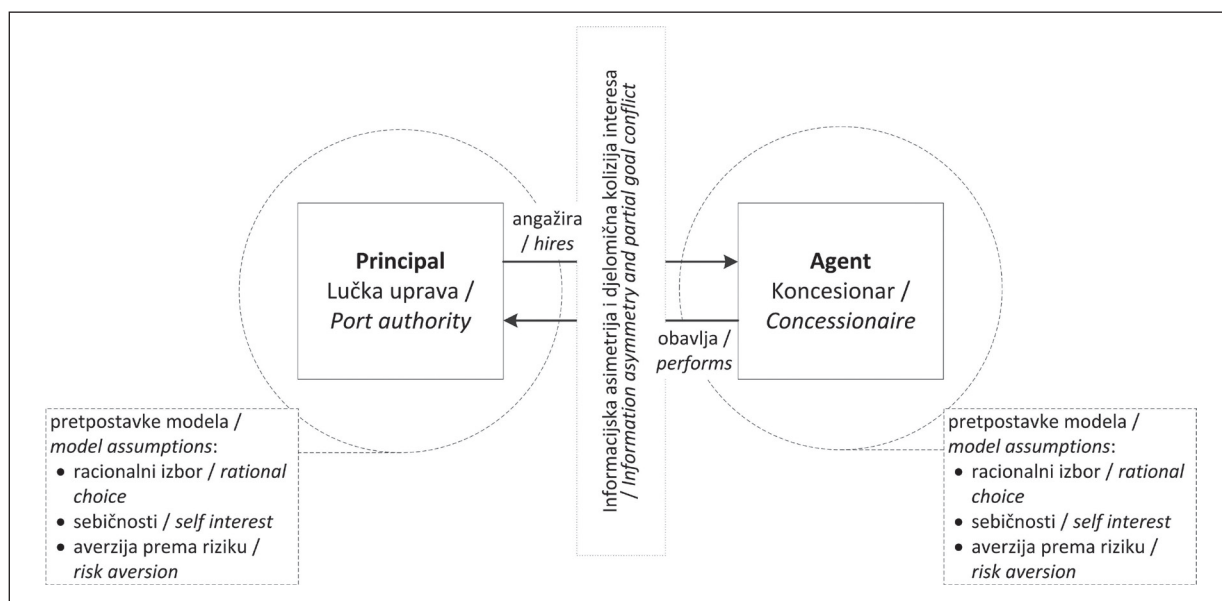 Principal
Lučka uprava /
Port authority
angažira
/ hires
Informacijska asimetrija i djelomična kolizija interesa
/ Information asymmetry and partial goal conflict
obavlja /
performs
Agent
Koncesionar /
Concessionaire
pretpostavke modela /
model assumptions:
• racionalni izbor / rational
choice
• sebičnosti / self interest
• averzija prema riziku /
risk aversion
pretpostavke modela /
model assumptions:
• racionalni izbor / rational
choice
• sebičnosti / self interest
• averzija prema riziku /
risk aversion